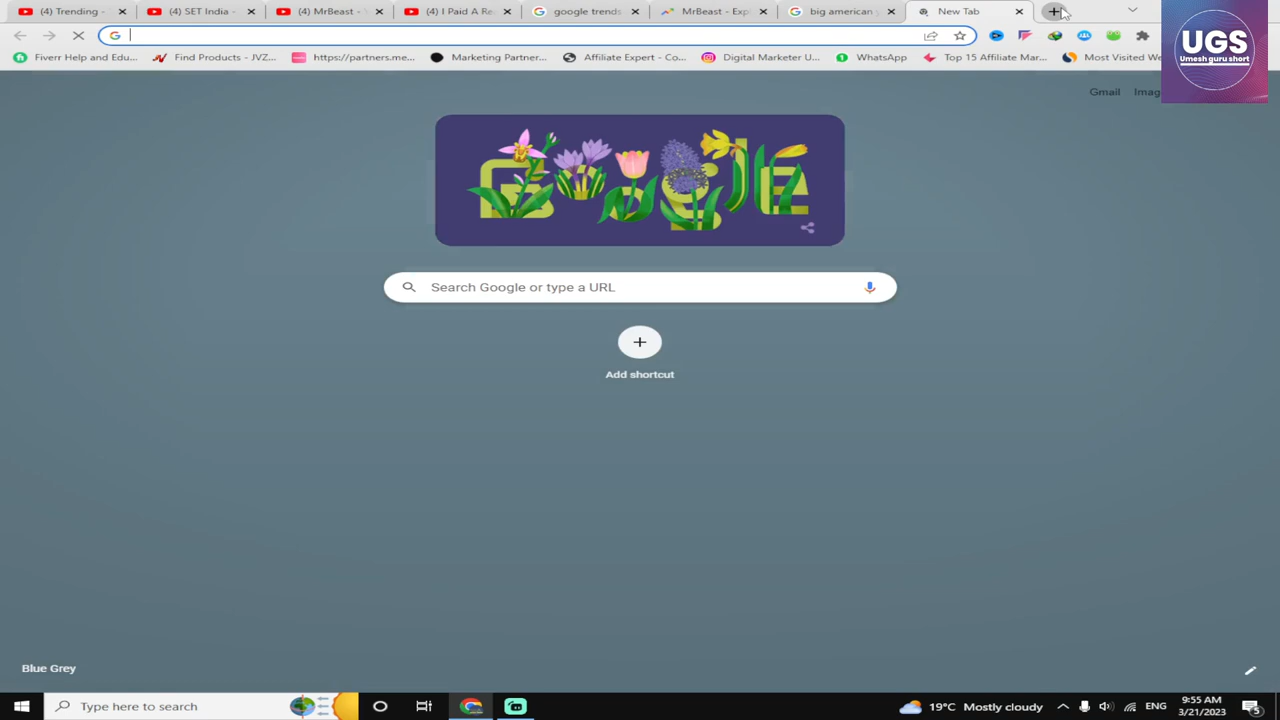 (4) Trending -
(4) SET India -
(4) MrBeast -
(4) I Paid A Re
google trends
MrBeast - Exp
big american
New Tab
Fiverr Help and Edu...
Find Products - JVZ...
https://partners.me...
Marketing Partner...
Affiliate Expert - Co...
Digital Marketer U...
WhatsApp
Top 15 Affiliate Mar...
Most Visited We
UGS
Umesh guru short
Gmail
Imag
Google
Search Google or type a URL
Add shortcut
Blue Grey
Type here to search
19°C Mostly cloudy
ENG
9:55 AM
3/21/2023
5